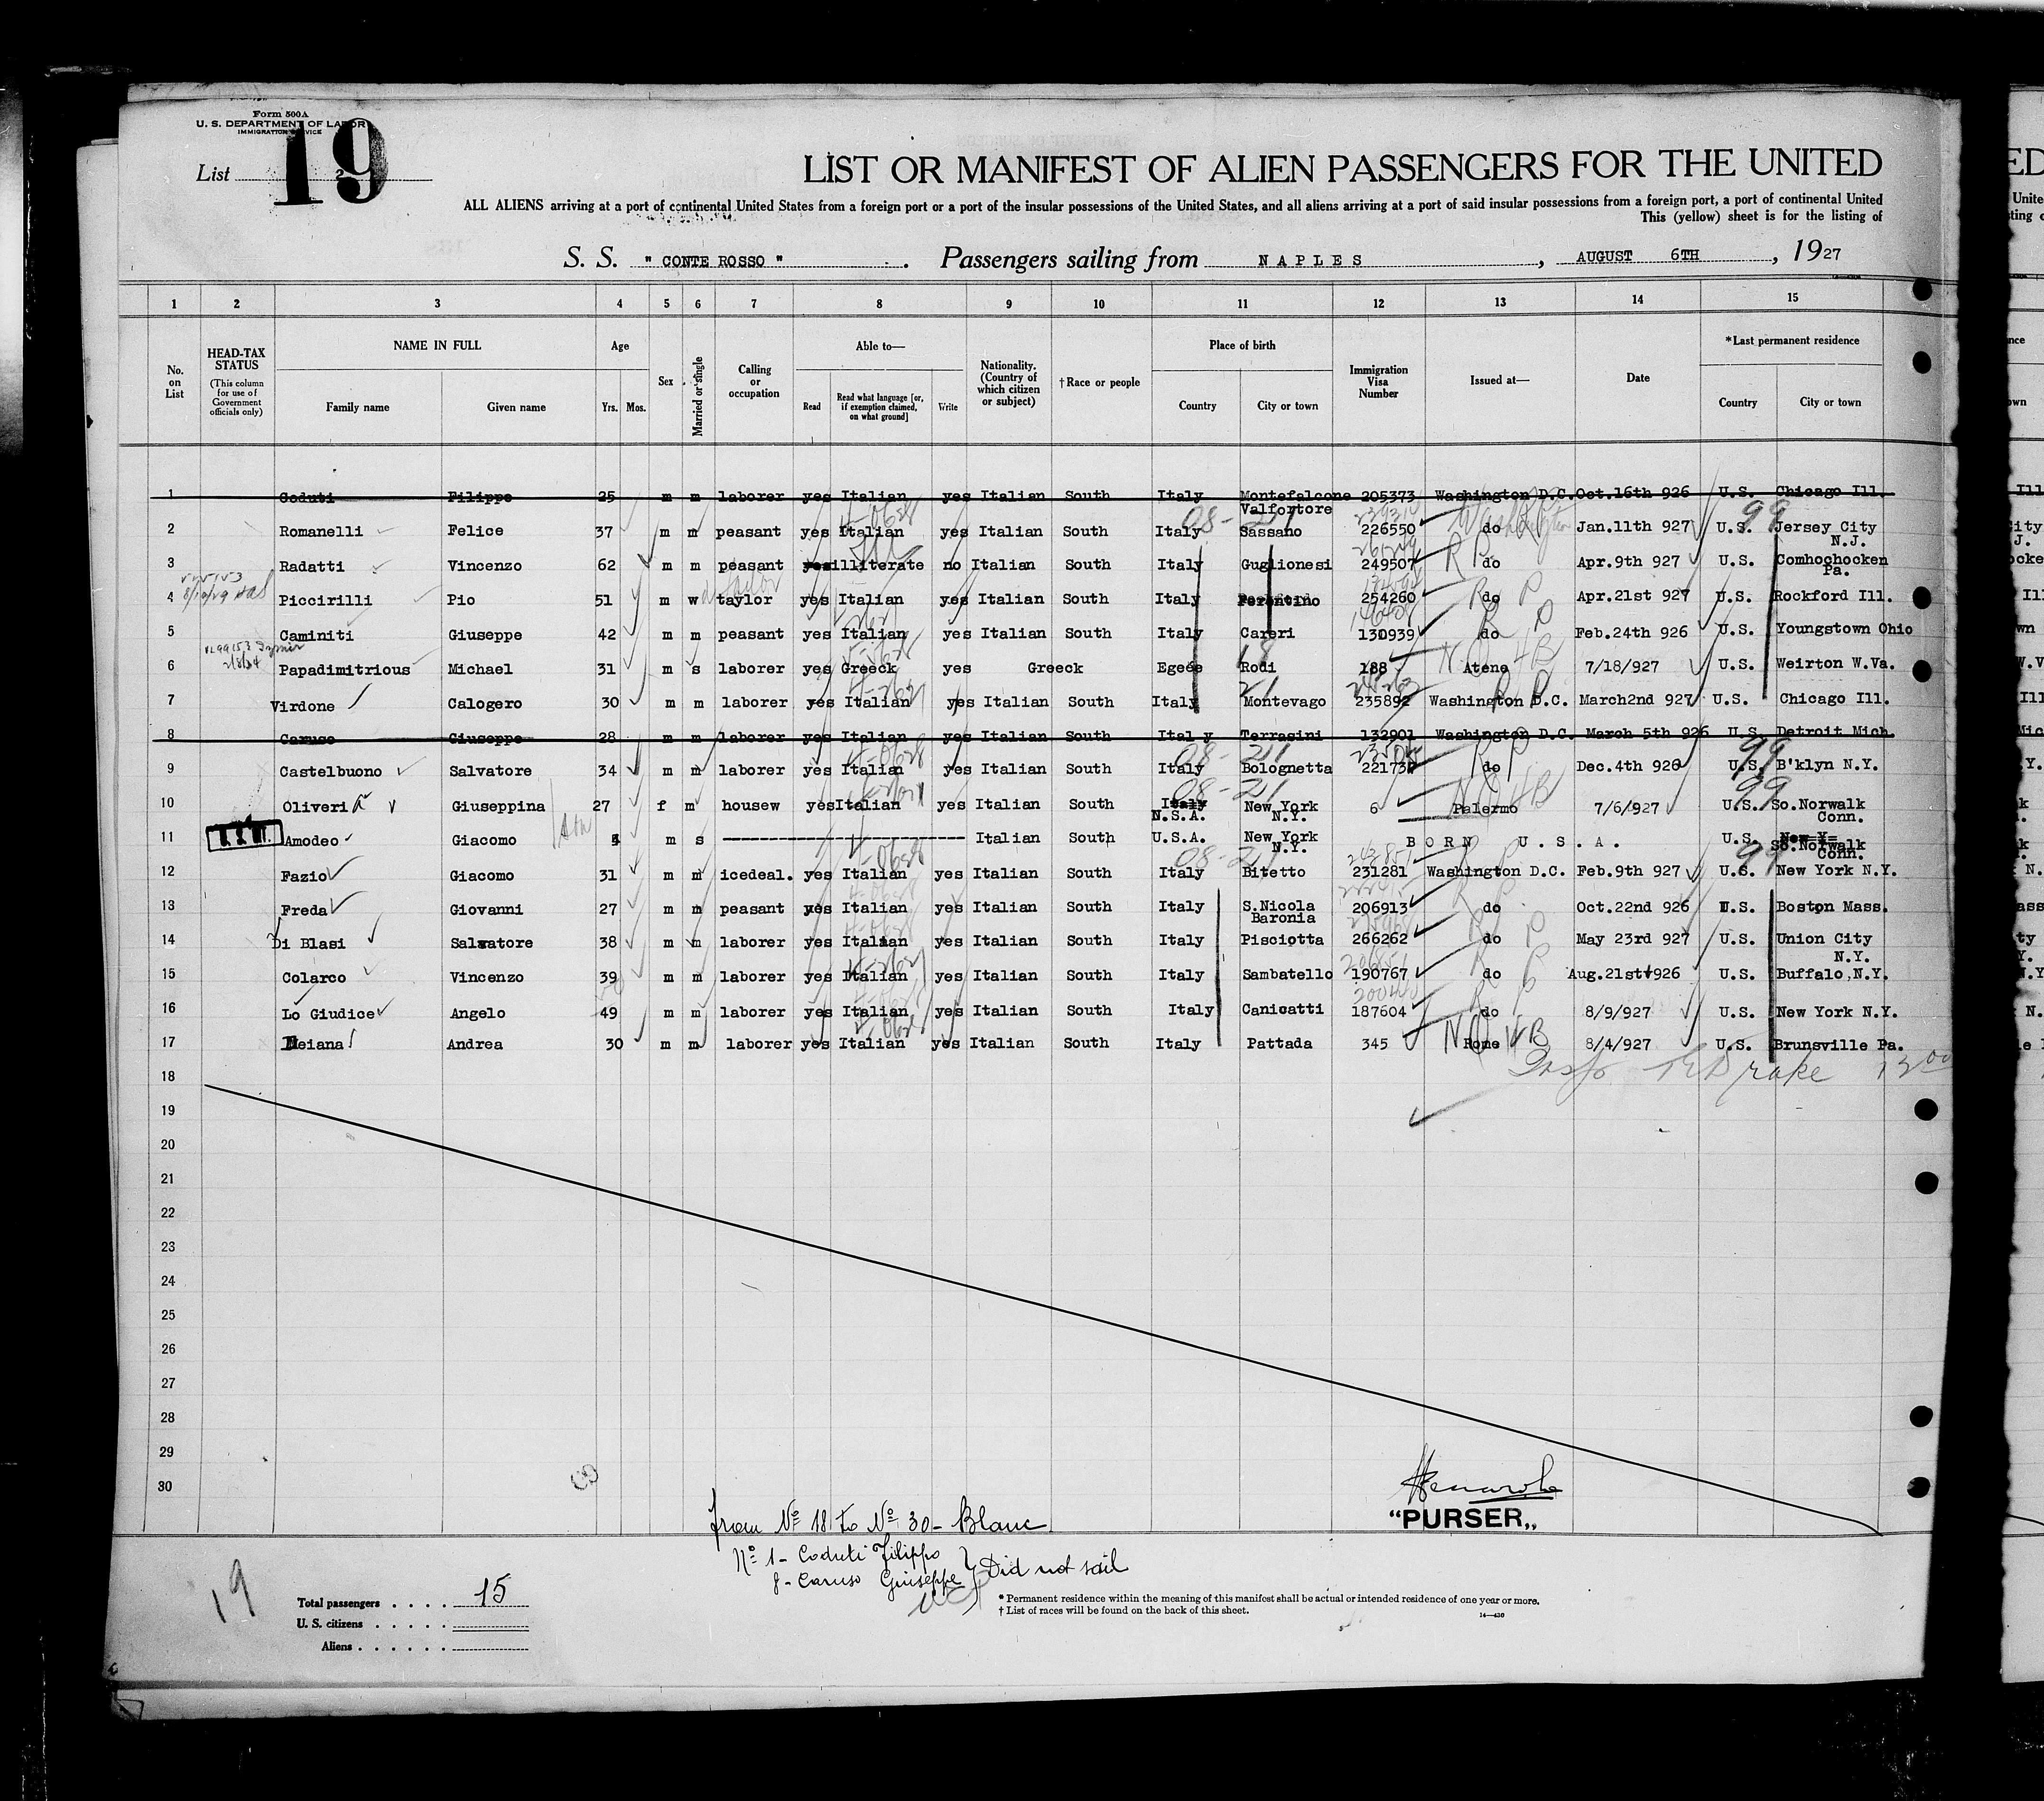 Form 500A
U. S. DEPARTMENT OF LABOR
IMMIGRATION SERVICE
List 19
LIST OR MANIFEST OF ALIEN PASSENGERS FOR THE UNITED
ALL ALIENS arriving at a port of continental United States from a foreign port or a port of the insular possessions of the United States, and all aliens arriving at a port of said insular possessions from a foreign port, a port of continental United
This (yellow) sheet is for the listing of
S. S. " CONTE ROSSO " . Passengers sailing from NAPLES , AUGUST 6TH , 1927
1 2 3 4 5 6 7 8 9 10 11 12 13 14 15
No. on List
HEAD-TAX STATUS (This column for use of Government officials only)
NAME IN FULL
Family name Given name
Age
Yrs. Mos.
Sex
Married or single
Calling or occupation
Able to—
Read Read what language [or, if exemption claimed, on what ground] Write
Nationality. (Country of which citizen or subject)
†Race or people
Place of birth
Country City or town
Immigration Visa Number
Issued at—
Date
*Last permanent residence
Country City or town
1 Coduti Filippo 25 m m laborer yes Italian yes Italian South Italy Montefalcone Valfortore 205373 Washington D.C. Oct.16th 926 U.S. Chicago Ill.
2 Romanelli Felice 37 m m peasant yes Italian yes Italian South Italy Sassano 226550 do Jan.11th 927 U.S. Jersey City N.J.
3 Radatti Vincenzo 62 m m peasant illiterate no Italian South Italy Guglionesi 249507 do Apr.9th 927 U.S. Comhochocken Pa.
4 Piccirilli Pio 51 m w taylor yes Italian yes Italian South Italy Ferentino 254260 do Apr.21st 927 U.S. Rockford Ill.
5 Caminiti Giuseppe 42 m m peasant yes Italian yes Italian South Italy Careri 130939 do Feb.24th 926 U.S. Youngstown Ohio
6 Papadimitrious Michael 31 m s laborer yes Greeck yes Greeck Egeée Rodi 188 Atene 7/18/927 U.S. Weirton W.Va.
7 Virdone Calogero 30 m m laborer yes Italian yes Italian South Italy Montevago 235892 Washington D.C. March2nd 927 U.S. Chicago Ill.
8 Caruso Giuseppe 28 m m laborer yes Italian yes Italian South Italy Terrasini 132901 Washington D.C. March 5th 926 U.S. Detroit Mich.
9 Castelbuono Salvatore 34 m m laborer yes Italian yes Italian South Italy Bolognetta 221737 do Dec.4th 926 U.S. B'klyn N.Y.
10 Oliveri Giuseppina 27 f m housew yes Italian yes Italian South Italy N.S.A. New York N.Y. 6 Palermo 7/6/927 U.S. So.Norwalk Conn.
11 Amodeo Giacomo 4 m s Italian South U.S.A. New York N.Y. BORN U.S.A. U.S. New Y= So.Norwalk Conn.
12 Fazio Giacomo 31 m m icedeal. yes Italian yes Italian South Italy Bitetto 231281 Washington D.C. Feb.9th 927 U.S. New York N.Y.
13 Freda Giovanni 27 m m peasant yes Italian yes Italian South Italy S.Nicola Baronia 206913 do Oct.22nd 926 U.S. Boston Mass.
14 Di Blasi Salvatore 38 m m laborer yes Italian yes Italian South Italy Pisciotta 266262 do May 23rd 927 U.S. Union City N.Y.
15 Colarco Vincenzo 39 m m laborer yes Italian yes Italian South Italy Sambatello 190767 do Aug.21st 926 U.S. Buffalo,N.Y.
16 Lo Giudice Angelo 49 m m laborer yes Italian yes Italian South Italy Canicatti 187604 do 8/9/927 U.S. New York N.Y.
17 Meiana Andrea 30 m m laborer yes Italian yes Italian South Italy Pattada 345 Rome 8/4/927 U.S. Brunsville Pa.
18
19
20
21
22
23
24
25
26
27
28
29
30
"PURSER„
from Nº 18 to Nº 30 - Blanc
Nº 1 - Coduti Filippo
8 - Caruso Giuseppe } Did not sail
19
Total passengers . . . . 15
U. S. citizens . . . . .
Aliens . . . . . .
* Permanent residence within the meaning of this manifest shall be actual or intended residence of one year or more.
† List of races will be found on the back of this sheet.
14—430